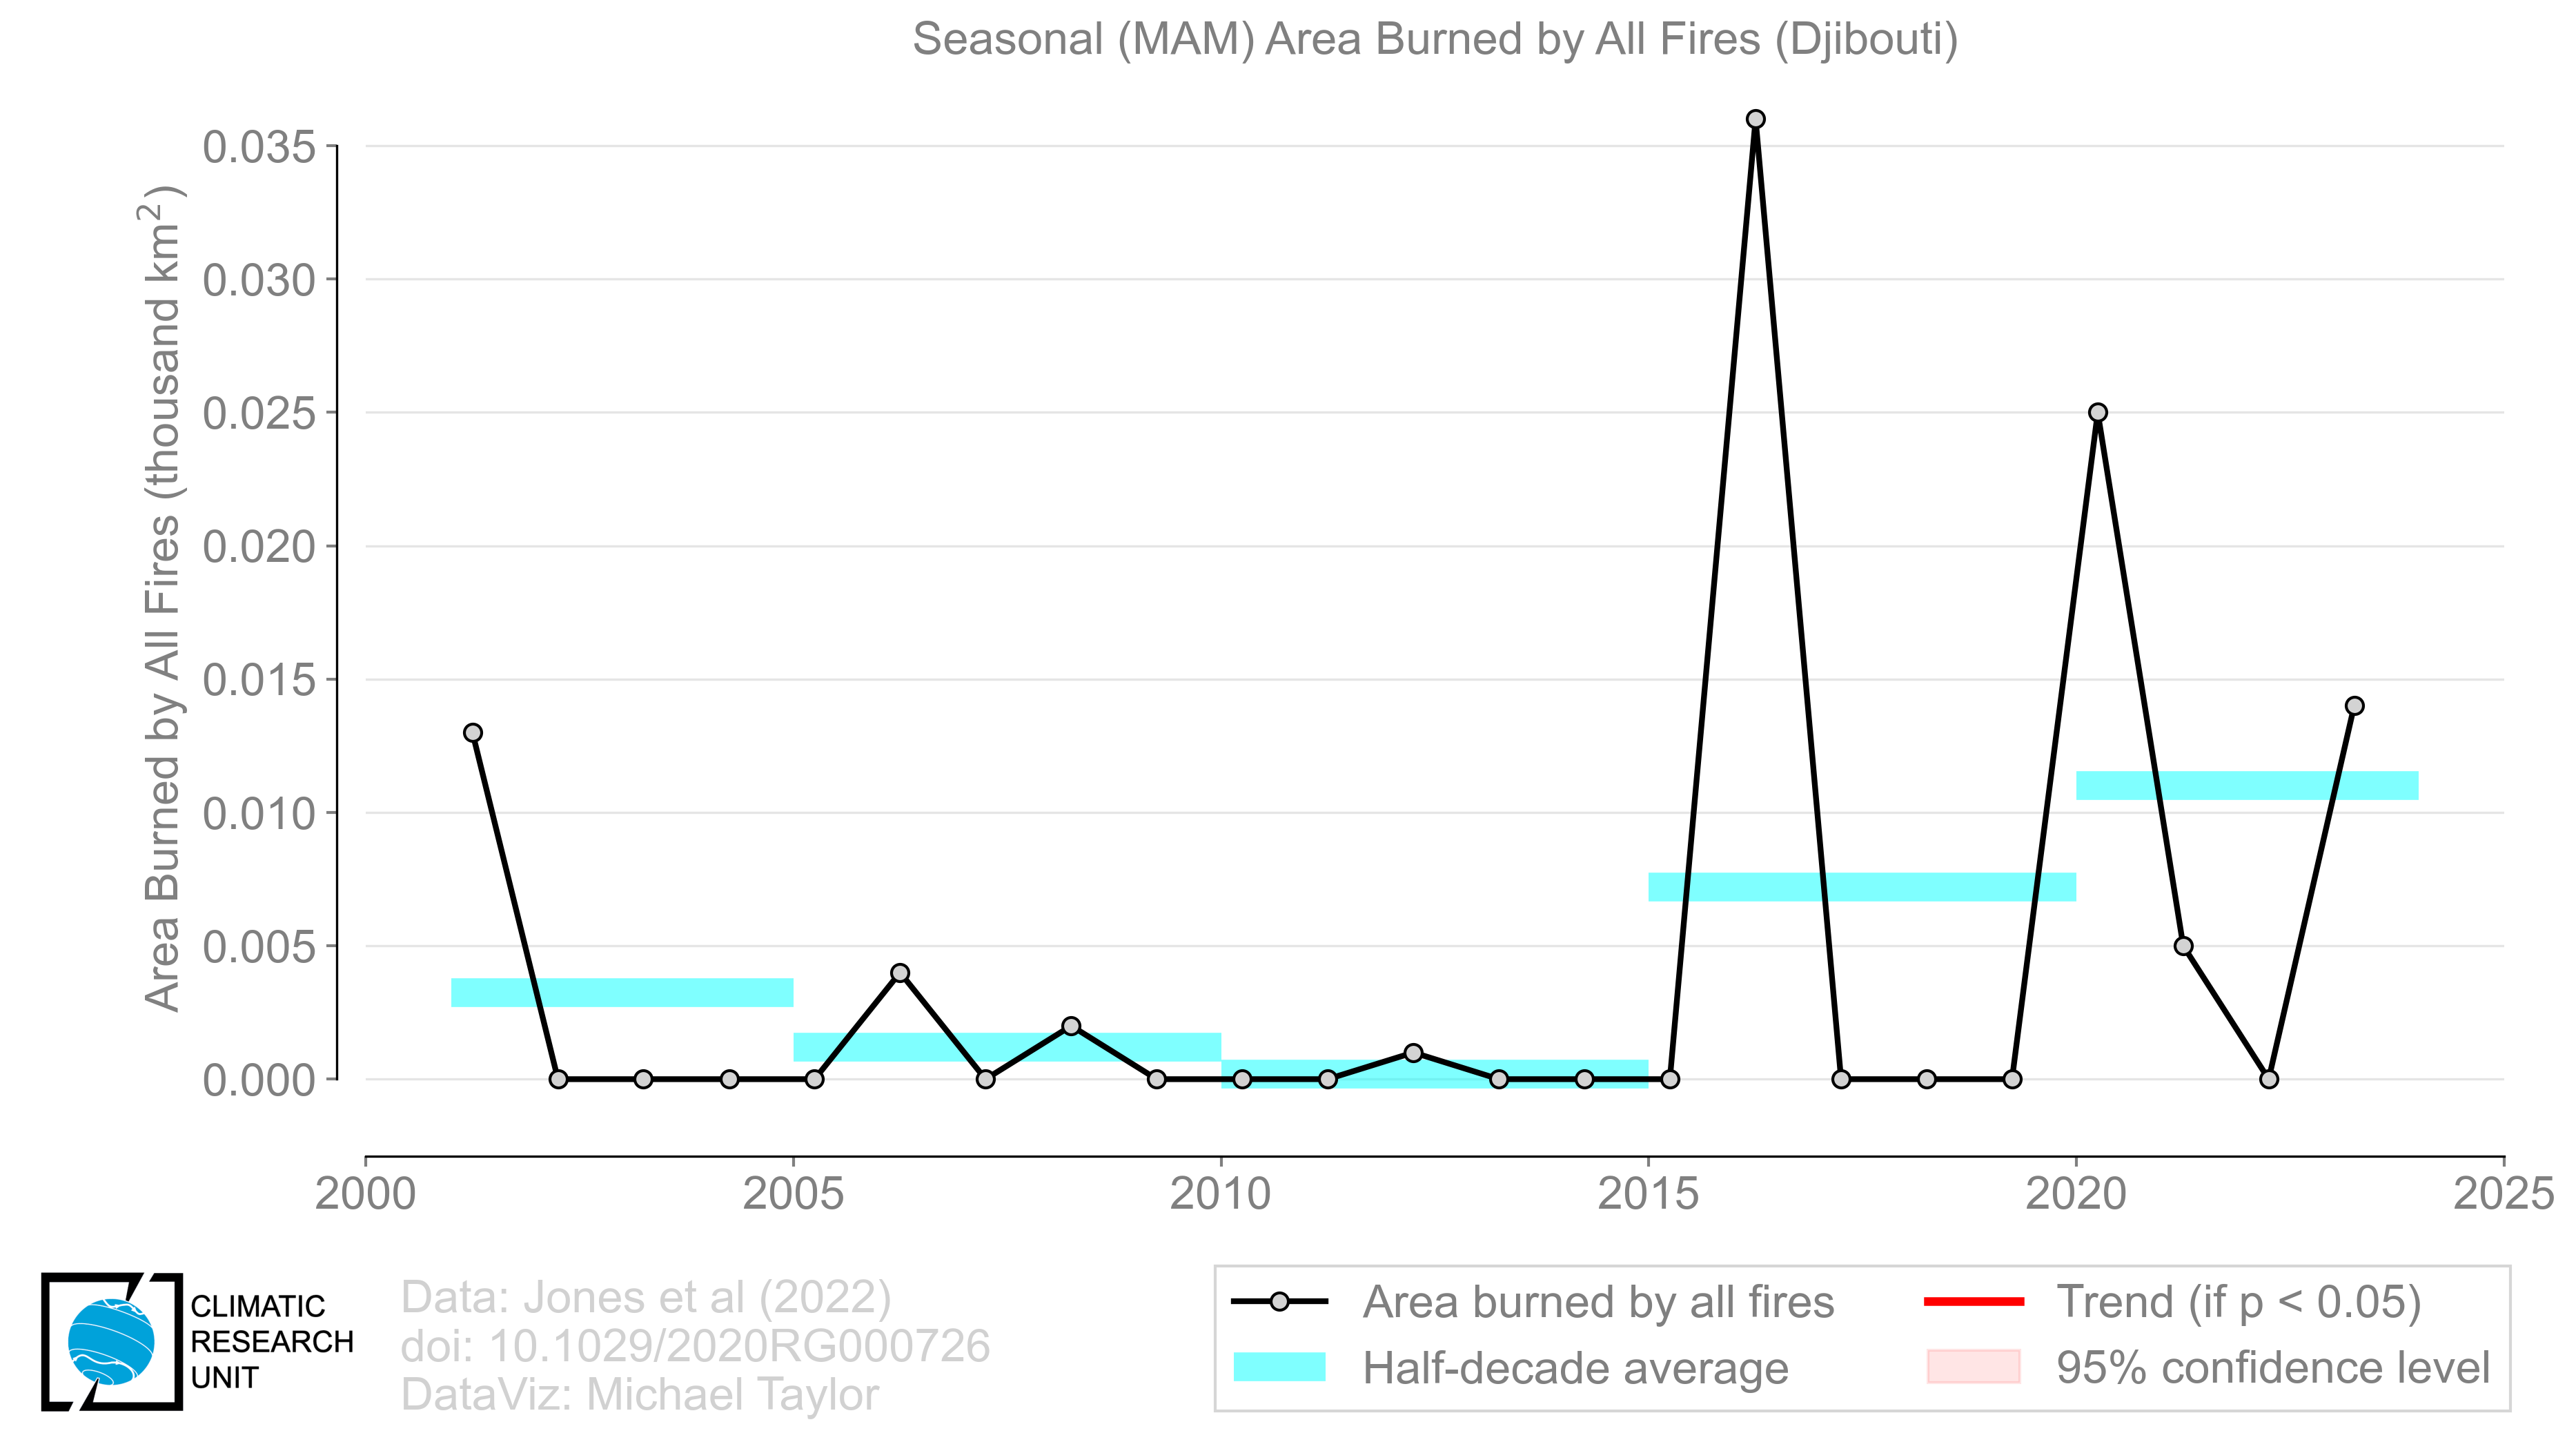 Seasonal (MAM) Area Burned by All Fires (Djibouti)
Area Burned by All Fires (thousand km²)
0.035
0.030
0.025
0.020
0.015
0.010
0.005
0.000
2000 2005 2010 2015 2020 2025
CLIMATIC
RESEARCH
UNIT
Data: Jones et al (2022)
doi: 10.1029/2020RG000726
DataViz: Michael Taylor
Area burned by all fires
Half-decade average
Trend (if p < 0.05)
95% confidence level